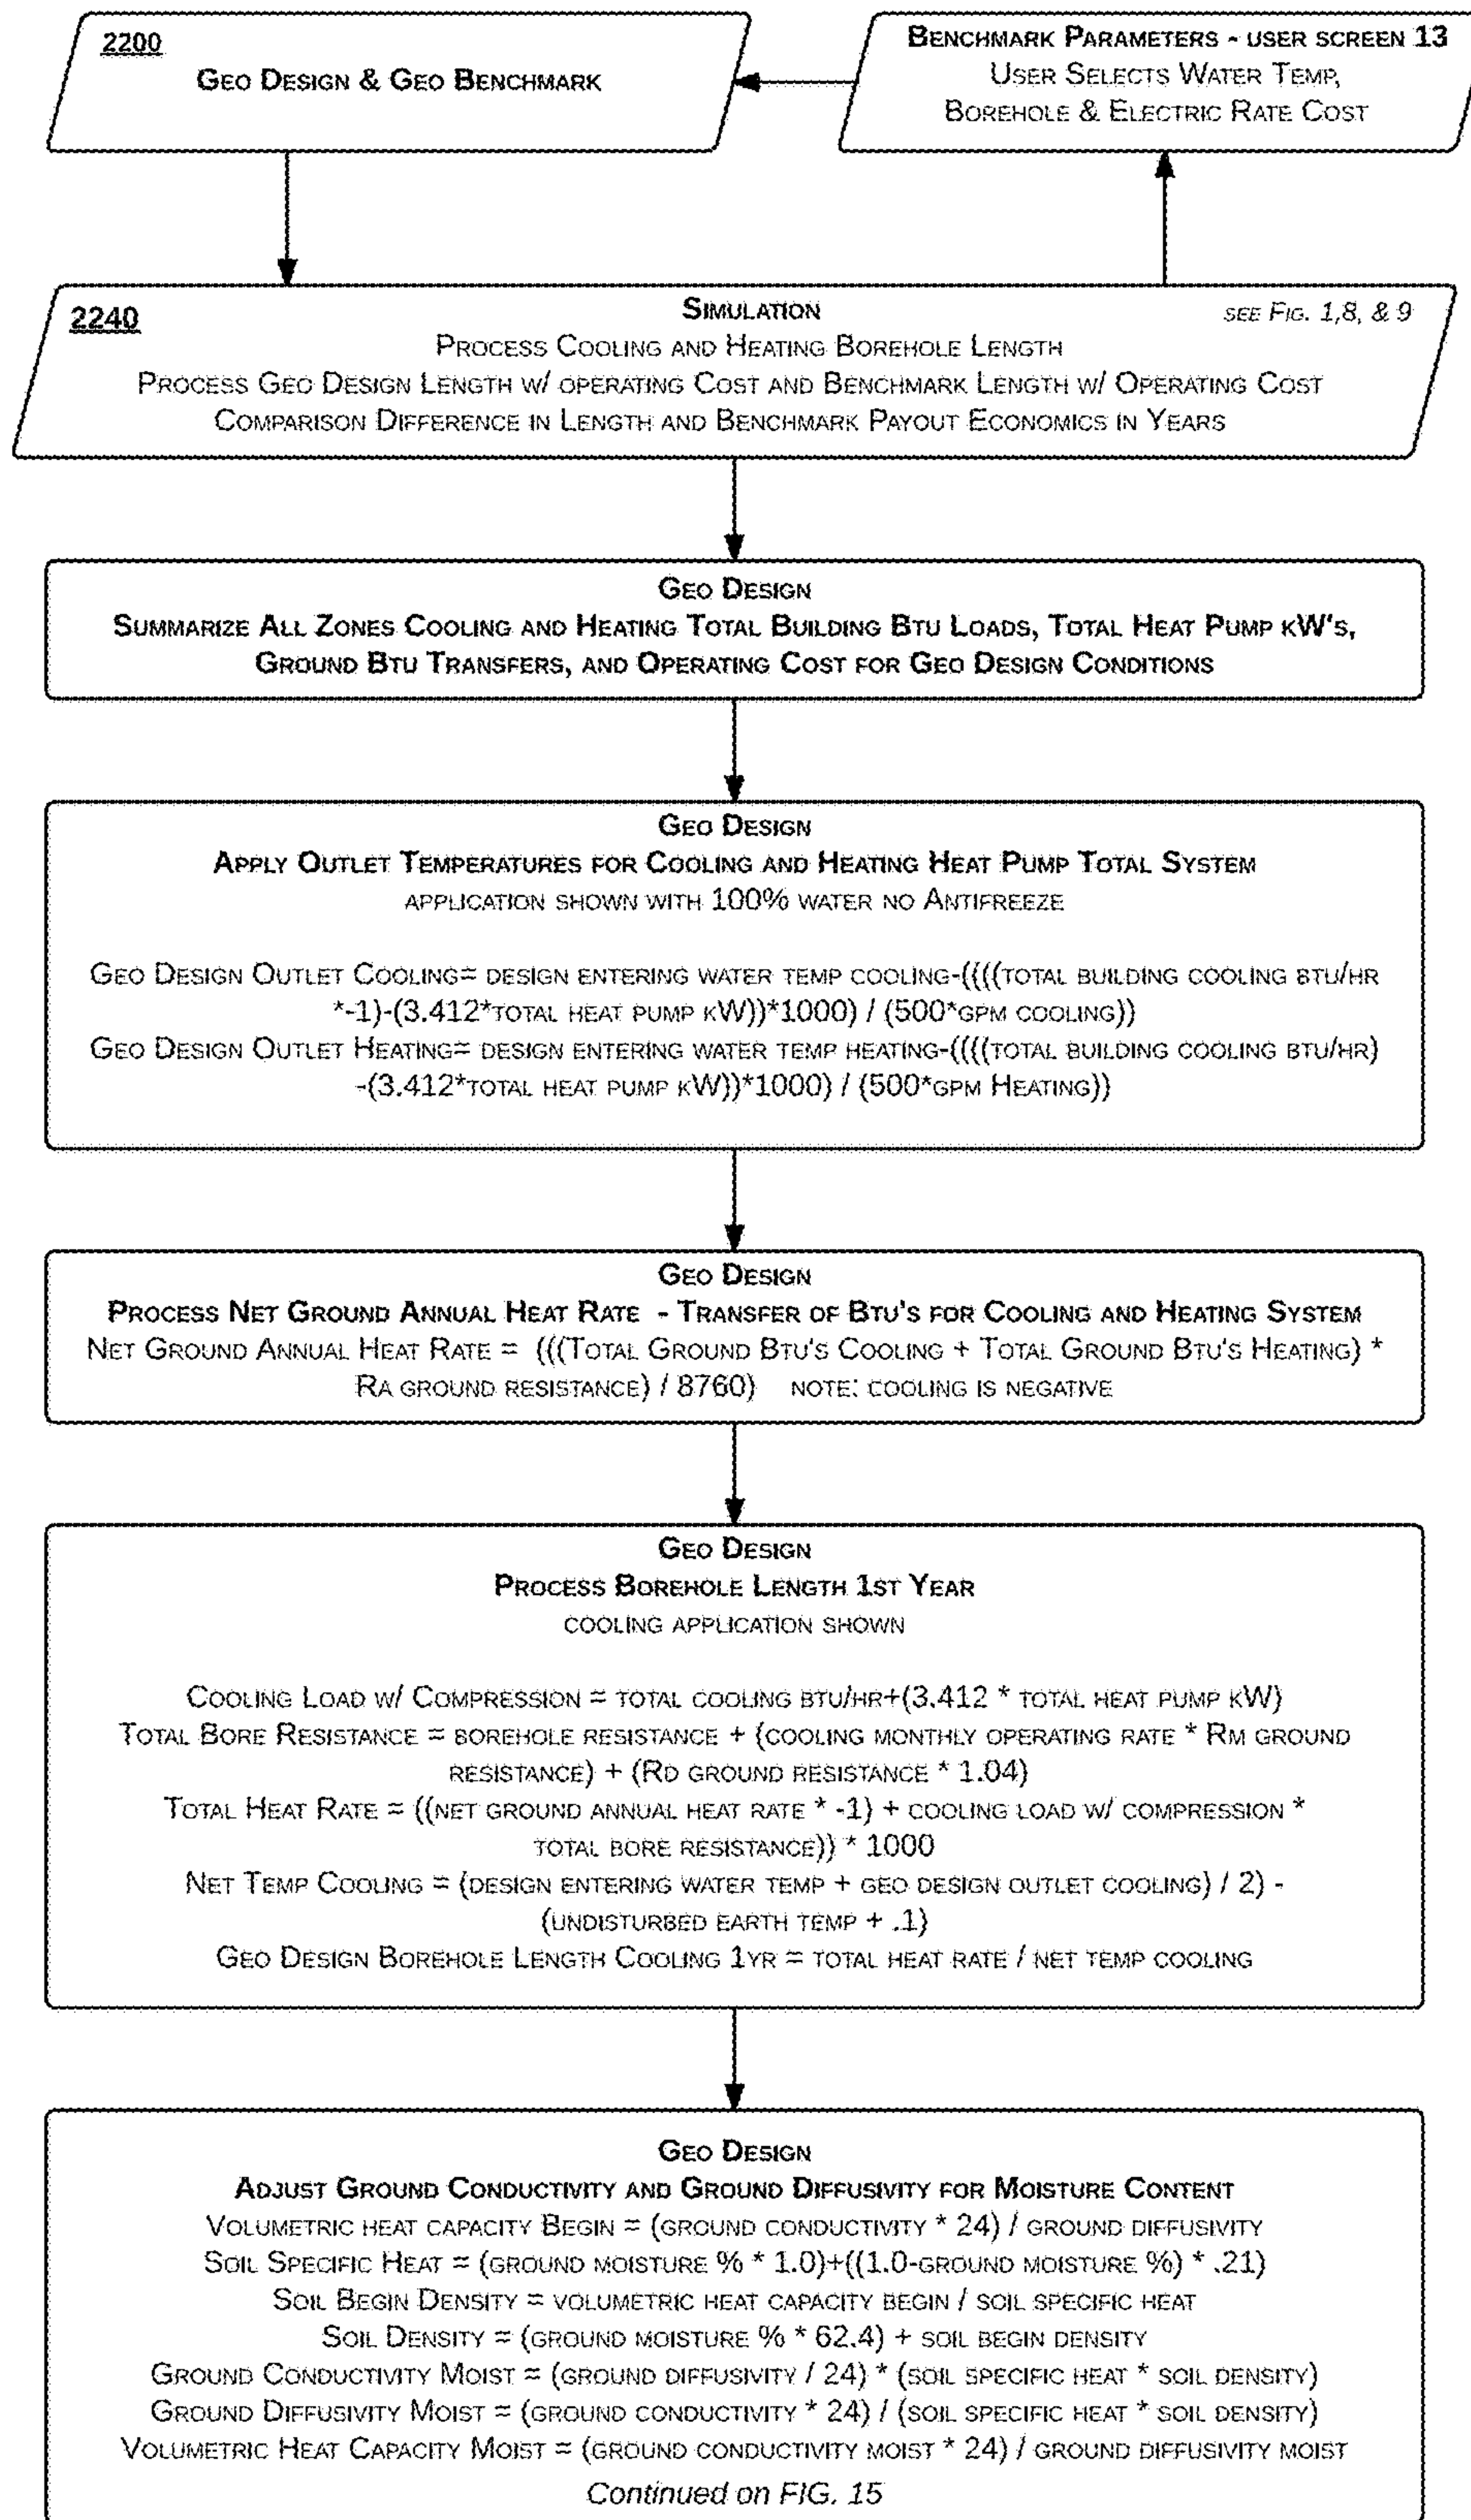 2200
GEO DESIGN & GEO BENCHMARK
BENCHMARK PARAMETERS - USER SCREEN 13
USER SELECTS WATER TEMP,
BOREHOLE & ELECTRIC RATE COST
2240
SIMULATION
SEE FIG. 1,8, & 9
PROCESS COOLING AND HEATING BOREHOLE LENGTH
PROCESS GEO DESIGN LENGTH W/ OPERATING COST AND BENCHMARK LENGTH W/ OPERATING COST
COMPARISON DIFFERENCE IN LENGTH AND BENCHMARK PAYOUT ECONOMICS IN YEARS
GEO DESIGN
SUMMARIZE ALL ZONES COOLING AND HEATING TOTAL BUILDING BTU LOADS, TOTAL HEAT PUMP KW'S,
GROUND BTU TRANSFERS, AND OPERATING COST FOR GEO DESIGN CONDITIONS
GEO DESIGN
APPLY OUTLET TEMPERATURES FOR COOLING AND HEATING HEAT PUMP TOTAL SYSTEM
APPLICATION SHOWN WITH 100% WATER NO ANTIFREEZE
GEO DESIGN OUTLET COOLING= DESIGN ENTERING WATER TEMP COOLING-((((TOTAL BUILDING COOLING BTU/HR
*-1)-(3.412*TOTAL HEAT PUMP KW))*1000) / (500*GPM COOLING))
GEO DESIGN OUTLET HEATING= DESIGN ENTERING WATER TEMP HEATING-((((TOTAL BUILDING COOLING BTU/HR)
-(3.412*TOTAL HEAT PUMP KW))*1000) / (500*GPM HEATING))
GEO DESIGN
PROCESS NET GROUND ANNUAL HEAT RATE - TRANSFER OF BTU'S FOR COOLING AND HEATING SYSTEM
NET GROUND ANNUAL HEAT RATE = (((TOTAL GROUND BTU'S COOLING + TOTAL GROUND BTU'S HEATING) *
RA GROUND RESISTANCE) / 8760) NOTE: COOLING IS NEGATIVE
GEO DESIGN
PROCESS BOREHOLE LENGTH 1ST YEAR
COOLING APPLICATION SHOWN
COOLING LOAD W/ COMPRESSION = TOTAL COOLING BTU/HR+(3.412 * TOTAL HEAT PUMP KW)
TOTAL BORE RESISTANCE = BOREHOLE RESISTANCE + (COOLING MONTHLY OPERATING RATE * RM GROUND
RESISTANCE) + (RD GROUND RESISTANCE * 1.04)
TOTAL HEAT RATE = ((NET GROUND ANNUAL HEAT RATE * -1) + COOLING LOAD W/ COMPRESSION *
TOTAL BORE RESISTANCE)) * 1000
NET TEMP COOLING = (DESIGN ENTERING WATER TEMP + GEO DESIGN OUTLET COOLING) / 2) -
(UNDISTURBED EARTH TEMP + .1)
GEO DESIGN BOREHOLE LENGTH COOLING 1YR = TOTAL HEAT RATE / NET TEMP COOLING
GEO DESIGN
ADJUST GROUND CONDUCTIVITY AND GROUND DIFFUSIVITY FOR MOISTURE CONTENT
VOLUMETRIC HEAT CAPACITY BEGIN = (GROUND CONDUCTIVITY * 24) / GROUND DIFFUSIVITY
SOIL SPECIFIC HEAT = (GROUND MOISTURE % * 1.0)+((1.0-GROUND MOISTURE %) * .21)
SOIL BEGIN DENSITY = VOLUMETRIC HEAT CAPACITY BEGIN / SOIL SPECIFIC HEAT
SOIL DENSITY = (GROUND MOISTURE % * 62.4) + SOIL BEGIN DENSITY
GROUND CONDUCTIVITY MOIST = (GROUND DIFFUSIVITY / 24) * (SOIL SPECIFIC HEAT * SOIL DENSITY)
GROUND DIFFUSIVITY MOIST = (GROUND CONDUCTIVITY * 24) / (SOIL SPECIFIC HEAT * SOIL DENSITY)
VOLUMETRIC HEAT CAPACITY MOIST = (GROUND CONDUCTIVITY MOIST * 24) / GROUND DIFFUSIVITY MOIST
Continued on FIG. 15